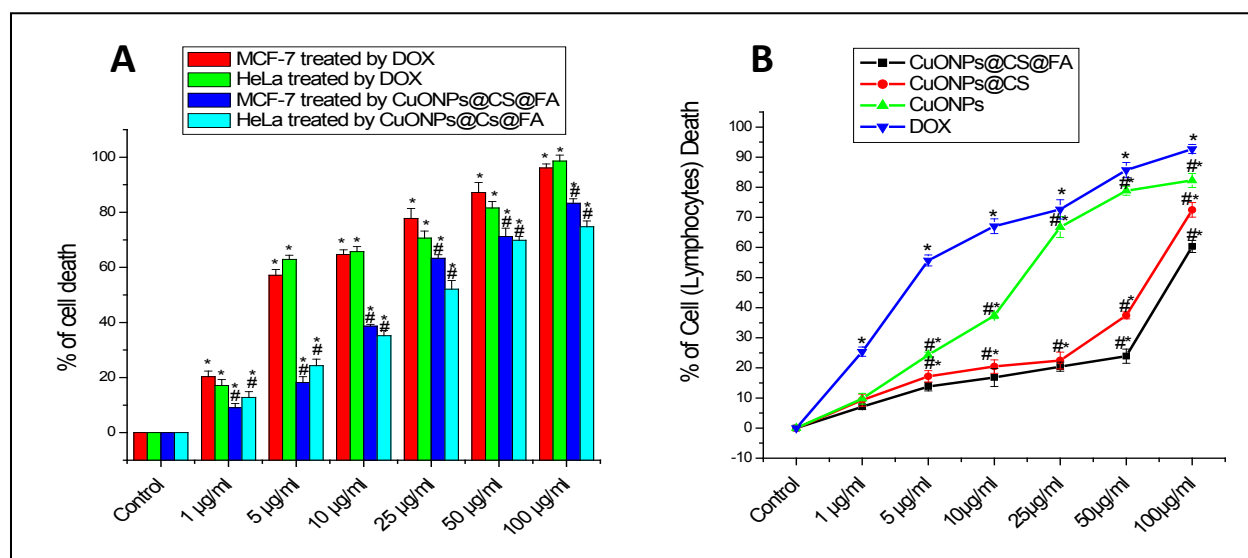 A
MCF-7 treated by DOX
HeLa treated by DOX
MCF-7 treated by CuONPs@CS@FA
HeLa treated by CuONPs@Cs@FA
% of cell death
100
80
60
40
20
0
Control
1 µg/ml
5 µg/ml
10 µg/ml
25 µg/ml
50 µg/ml
100 µg/ml
* * # * # *
* * # * # *
* * # * # *
* * # * # *
* * # * # *
* * # * # *
B
CuONPs@CS@FA
CuONPs@CS
CuONPs
DOX
% of Cell (Lymphocytes) Death
100
90
80
70
60
50
40
30
20
10
0
-10
Control
1 µg/ml
5 µg/ml
10µg/ml
25µg/ml
50µg/ml
100µg/ml
*
* #* #*
* #* #*
* #* #*
* #* #* #*
* #* #* #*